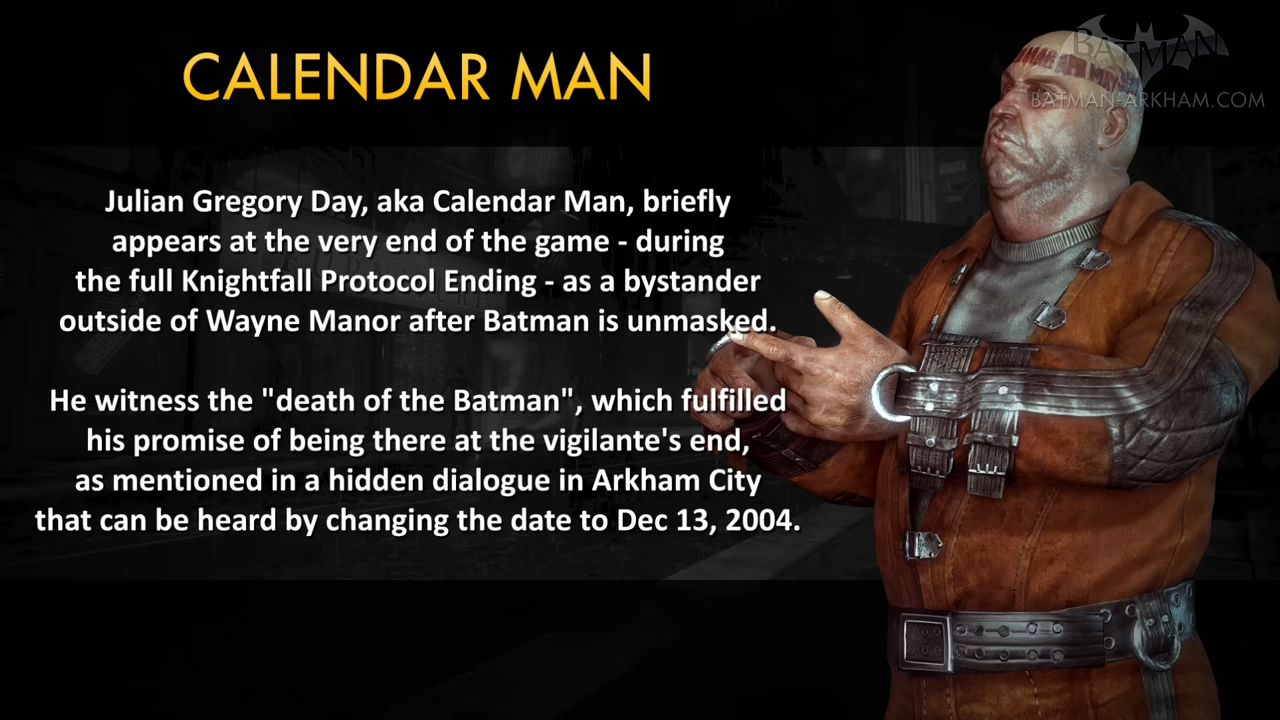 CALENDAR MAN
BATMAN
BATMAN-ARKHAM.COM
Julian Gregory Day, aka Calendar Man, briefly
appears at the very end of the game - during
the full Knightfall Protocol Ending - as a bystander
outside of Wayne Manor after Batman is unmasked.
He witness the "death of the Batman", which fulfilled
his promise of being there at the vigilante's end,
as mentioned in a hidden dialogue in Arkham City
that can be heard by changing the date to Dec 13, 2004.